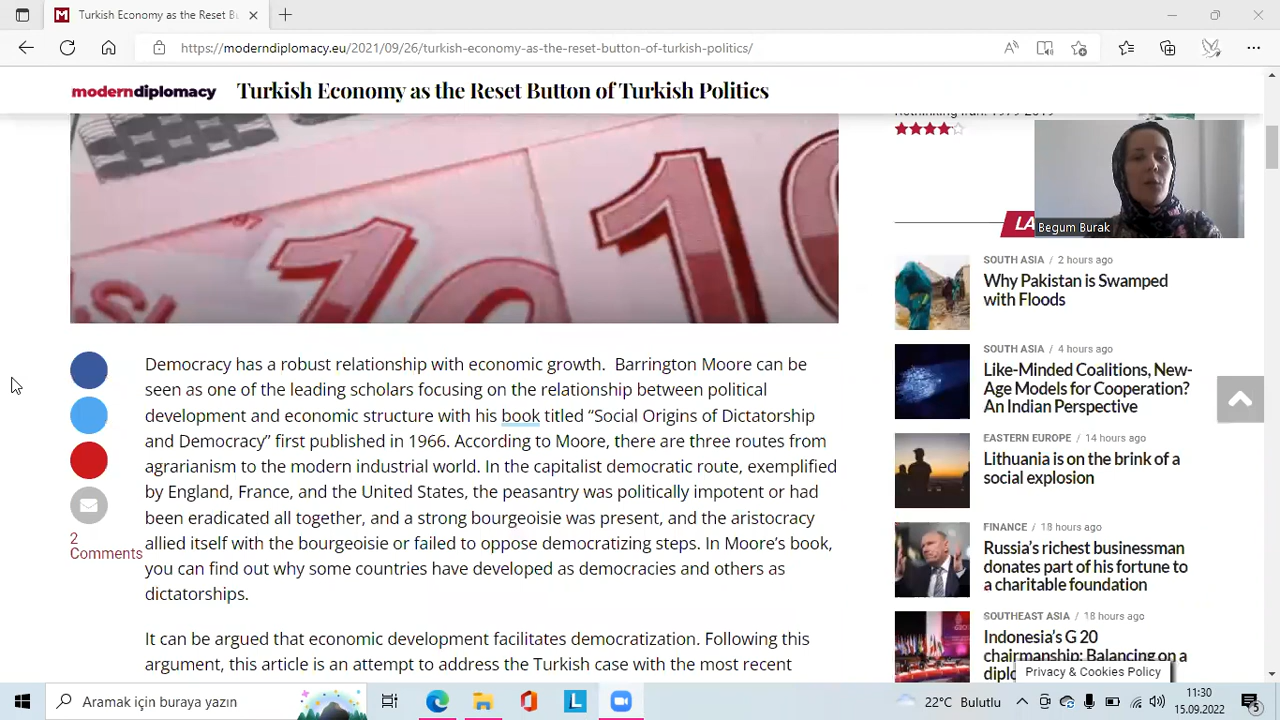 Turkish Economy as the Reset B
https://moderndiplomacy.eu/2021/09/26/turkish-economy-as-the-reset-button-of-turkish-politics/
moderndiplomacy
Turkish Economy as the Reset Button of Turkish Politics
Democracy has a robust relationship with economic growth. Barrington Moore can be
seen as one of the leading scholars focusing on the relationship between political
development and economic structure with his book titled “Social Origins of Dictatorship
and Democracy” first published in 1966. According to Moore, there are three routes from
agrarianism to the modern industrial world. In the capitalist democratic route, exemplified
by England, France, and the United States, the peasantry was politically impotent or had
been eradicated all together, and a strong bourgeoisie was present, and the aristocracy
allied itself with the bourgeoisie or failed to oppose democratizing steps. In Moore’s book,
you can find out why some countries have developed as democracies and others as
dictatorships.
It can be argued that economic development facilitates democratization. Following this
argument, this article is an attempt to address the Turkish case with the most recent
2
Comments
Begum Burak
LA
SOUTH ASIA / 2 hours ago
Why Pakistan is Swamped
with Floods
SOUTH ASIA / 4 hours ago
Like-Minded Coalitions, New-
Age Models for Cooperation?
An Indian Perspective
EASTERN EUROPE / 14 hours ago
Lithuania is on the brink of a
social explosion
FINANCE / 18 hours ago
Russia’s richest businessman
donates part of his fortune to
a charitable foundation
SOUTHEAST ASIA / 18 hours ago
Indonesia’s G 20
chairmanship: Balancing on a
diplo
Privacy & Cookies Policy
Aramak için buraya yazın
22°C Bulutlu
11:30
15.09.2022
5